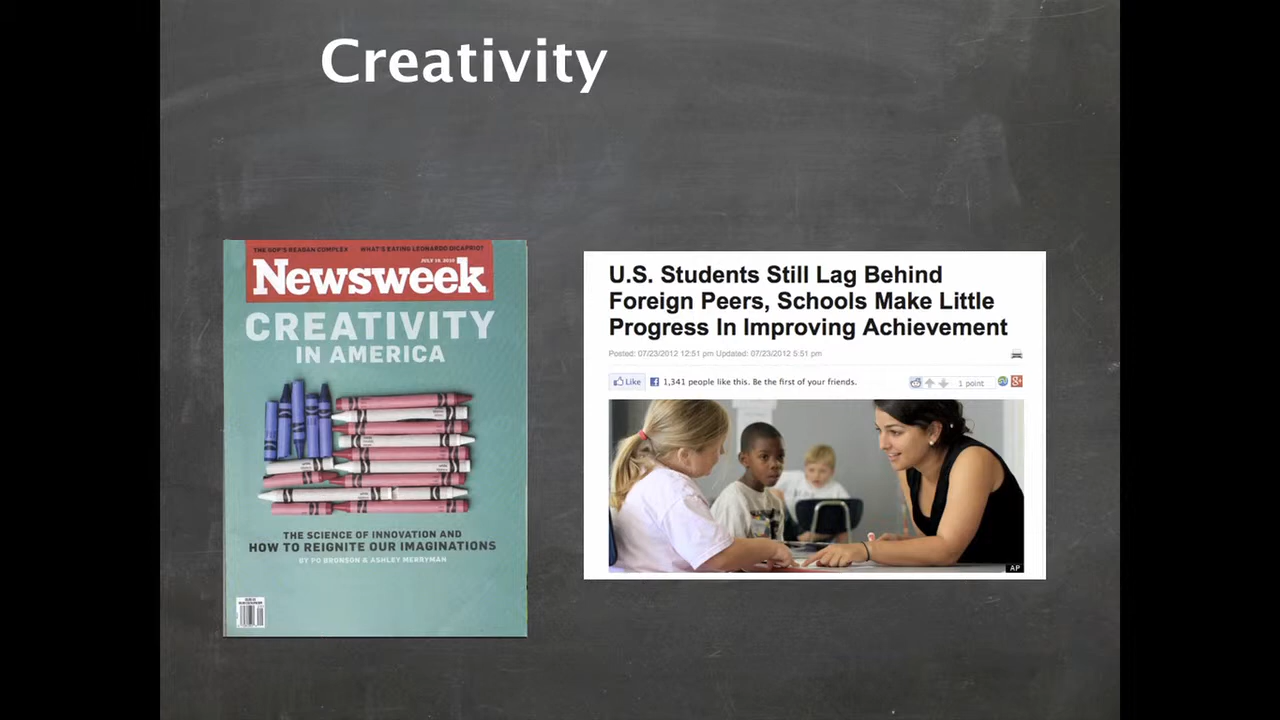 Creativity
THE GOP'S REAGAN COMPLEX WHAT'S EATING LEONARDO DICAPRIO?
Newsweek
CREATIVITY
IN AMERICA
THE SCIENCE OF INNOVATION AND
HOW TO REIGNITE OUR IMAGINATIONS
BY PO BRONSON & ASHLEY MERRYMAN
U.S. Students Still Lag Behind
Foreign Peers, Schools Make Little
Progress In Improving Achievement
Posted: 07/23/2012 12:51 pm Updated: 07/23/2012 5:51 pm
Like 1,341 people like this. Be the first of your friends. 1 point
AP